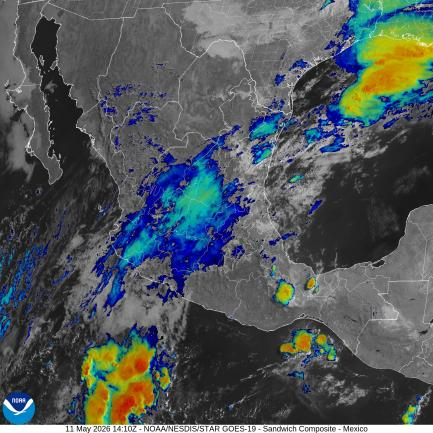 NOAA
11 May 2026 14:10Z - NOAA/NESDIS/STAR GOES-19 - Sandwich Composite - Mexico